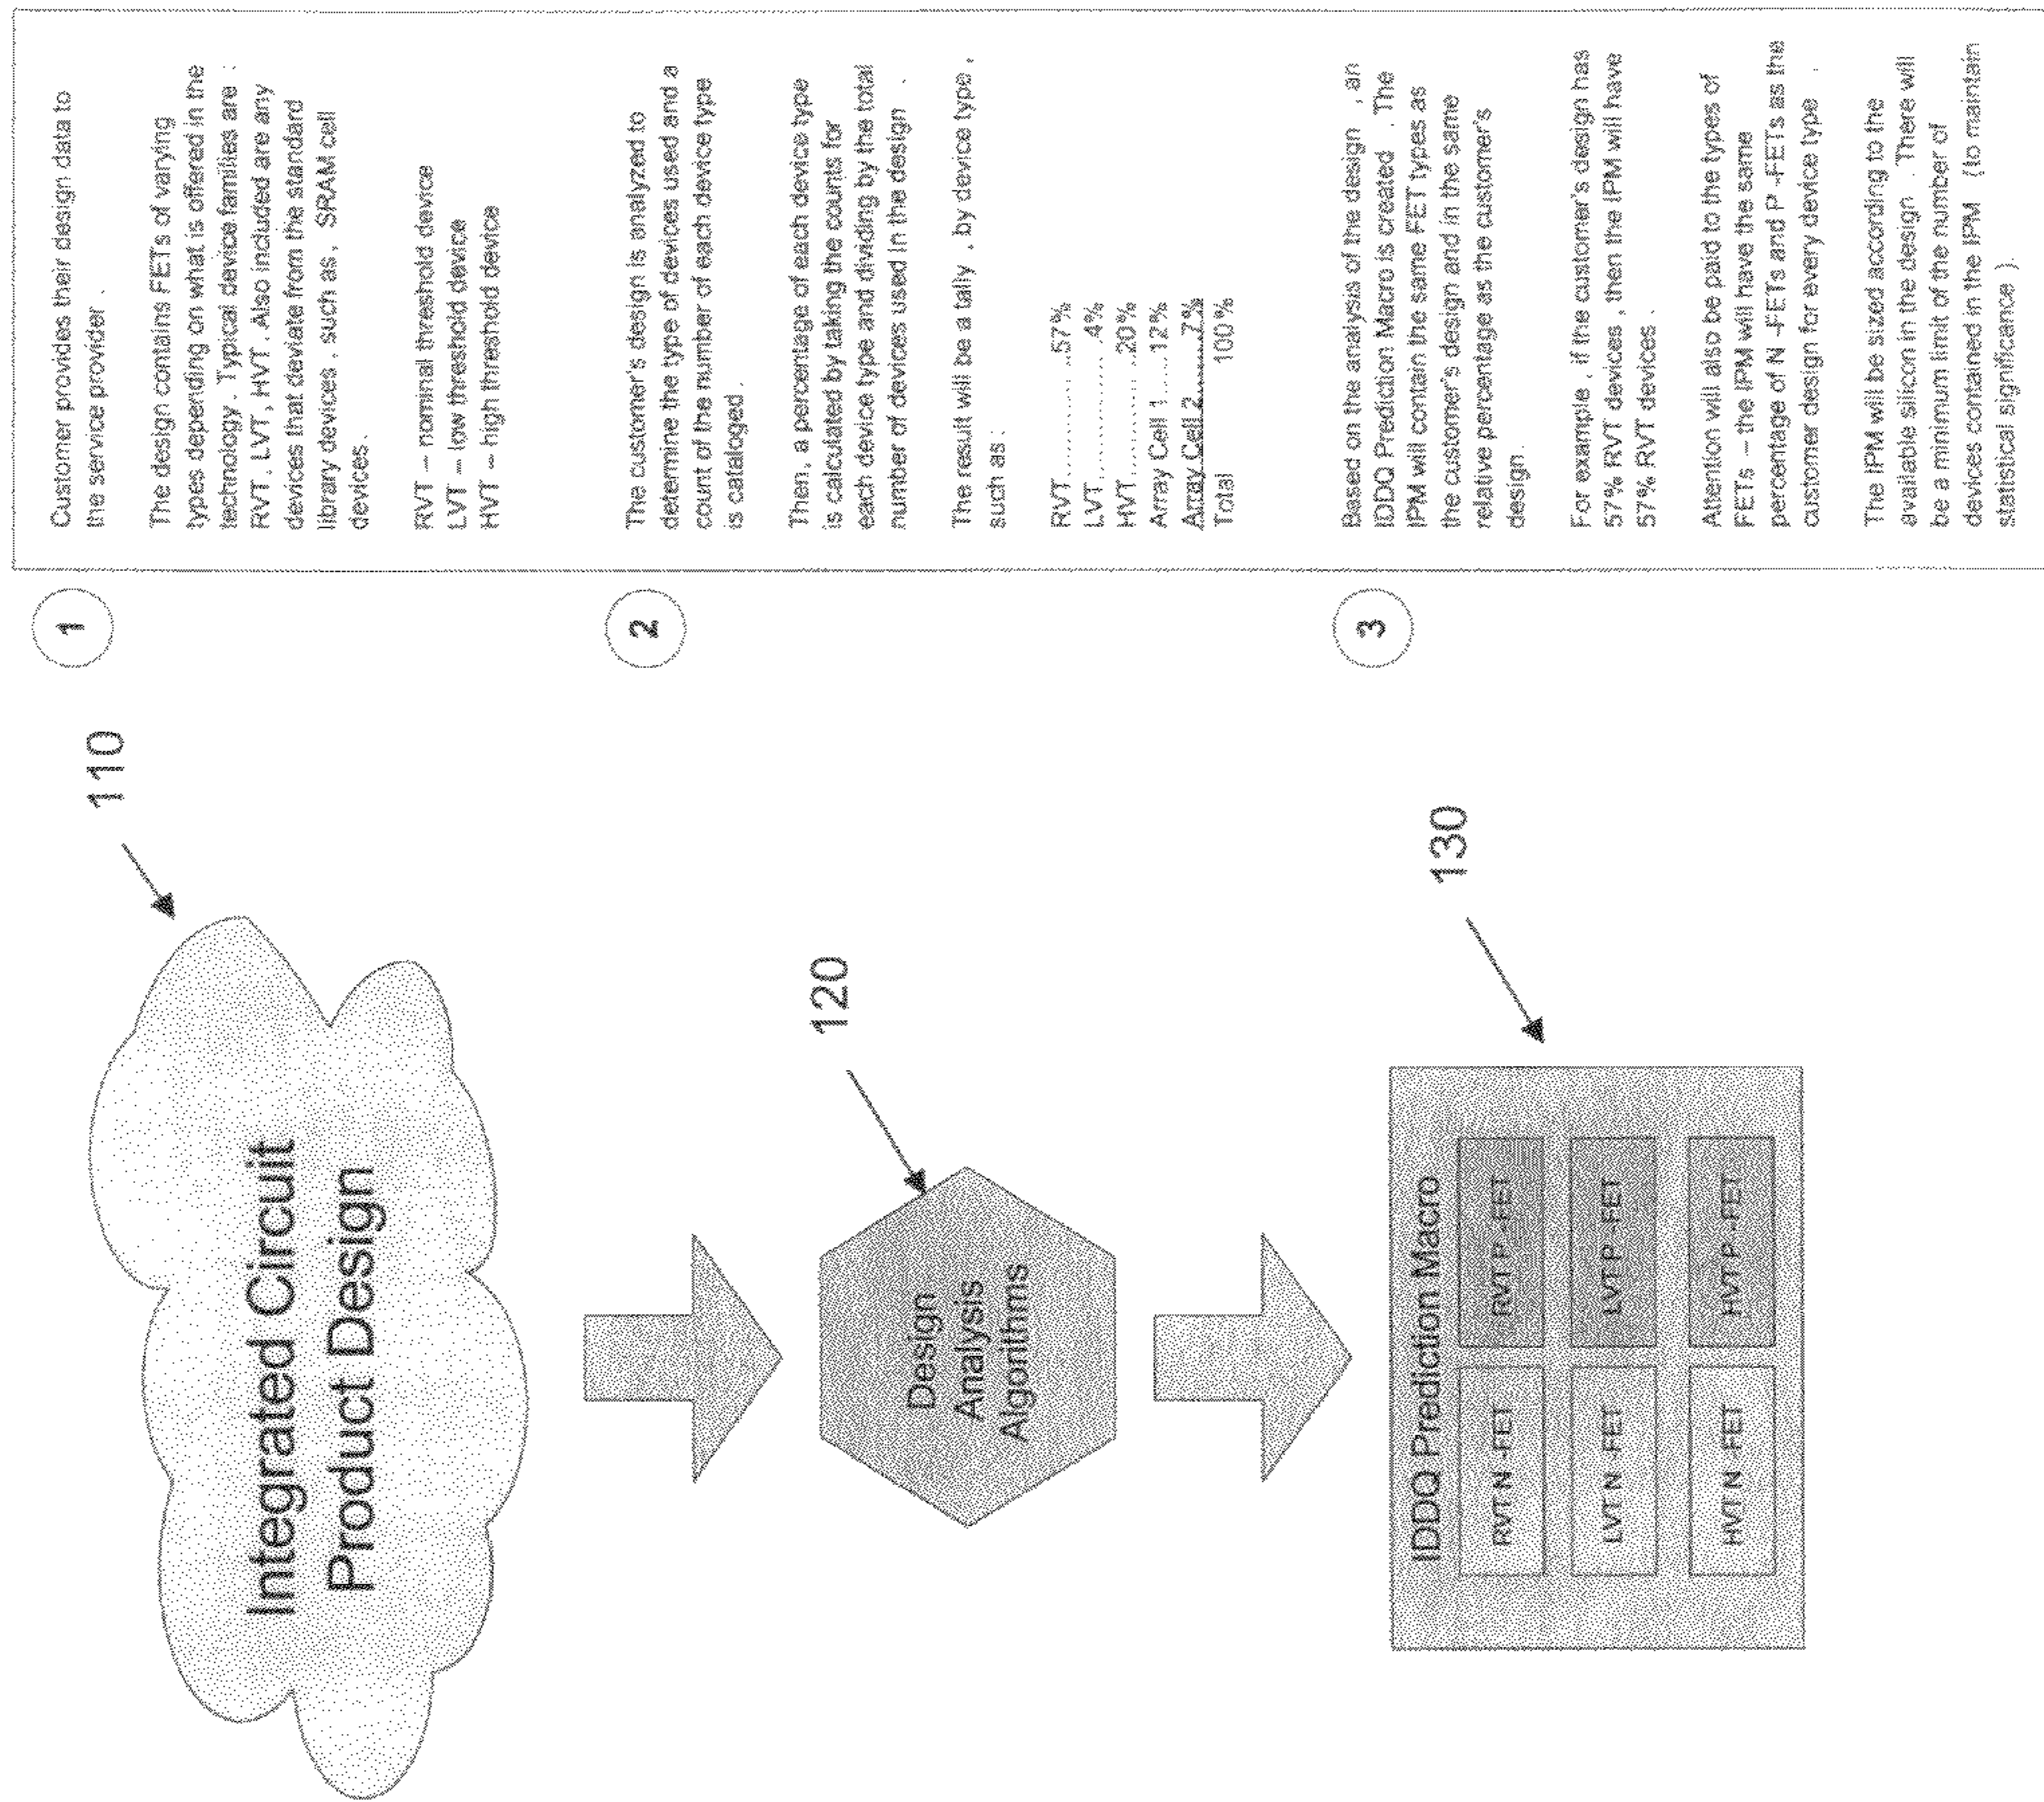 110
Integrated Circuit
Product Design
120
Design
Analysis
Algorithms
130
IDDQ Prediction Macro
RVT N -FET
RVT P -FET
LVT N -FET
LVT P -FET
HVT N -FET
HVT P -FET
1
Customer provides their design data to
the service provider .
The design contains FETs of varying
types depending on what is offered in the
technology . Typical device families are :
RVT , LVT , HVT . Also included are any
devices that deviate from the standard
library devices , such as , SRAM cell
devices .
RVT – nominal threshold device
LVT – low threshold device
HVT – high threshold device
2
The customer's design is analyzed to
determine the type of devices used and a
count of the number of each device type
is cataloged .
Then, a percentage of each device type
is calculated by taking the counts for
each device type and dividing by the total
number of devices used in the design .
The result will be a tally , by device type ,
such as :
RVT............57%
LVT............4%
HVT............20%
Array Cell 1.....12%
Array Cell 2.....7%
Total 100%
3
Based on the analysis of the design , an
IDDQ Prediction Macro is created . The
IPM will contain the same FET types as
the customer's design and in the same
relative percentage as the customer's
design.
For example , if the customer's design has
57% RVT devices , then the IPM will have
57% RVT devices .
Attention will also be paid to the types of
FETs – the IPM will have the same
percentage of N -FETs and P -FETs as the
customer design for every device type .
The IPM will be sized according to the
available silicon in the design . There will
be a minimum limit of the number of
devices contained in the IPM (to maintain
statistical significance ).